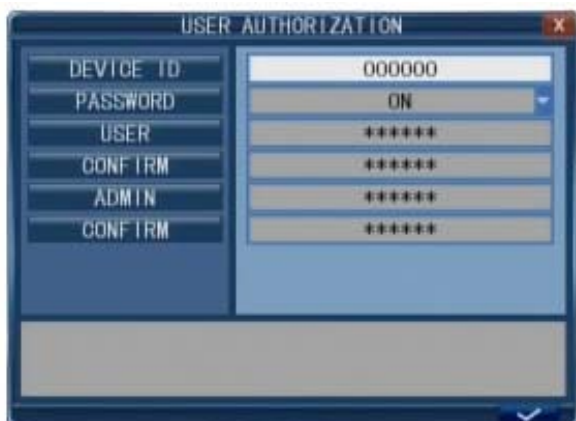 USER AUTHORIZATION X
DEVICE ID 000000
PASSWORD ON
USER ******
CONFIRM ******
ADMIN ******
CONFIRM ******